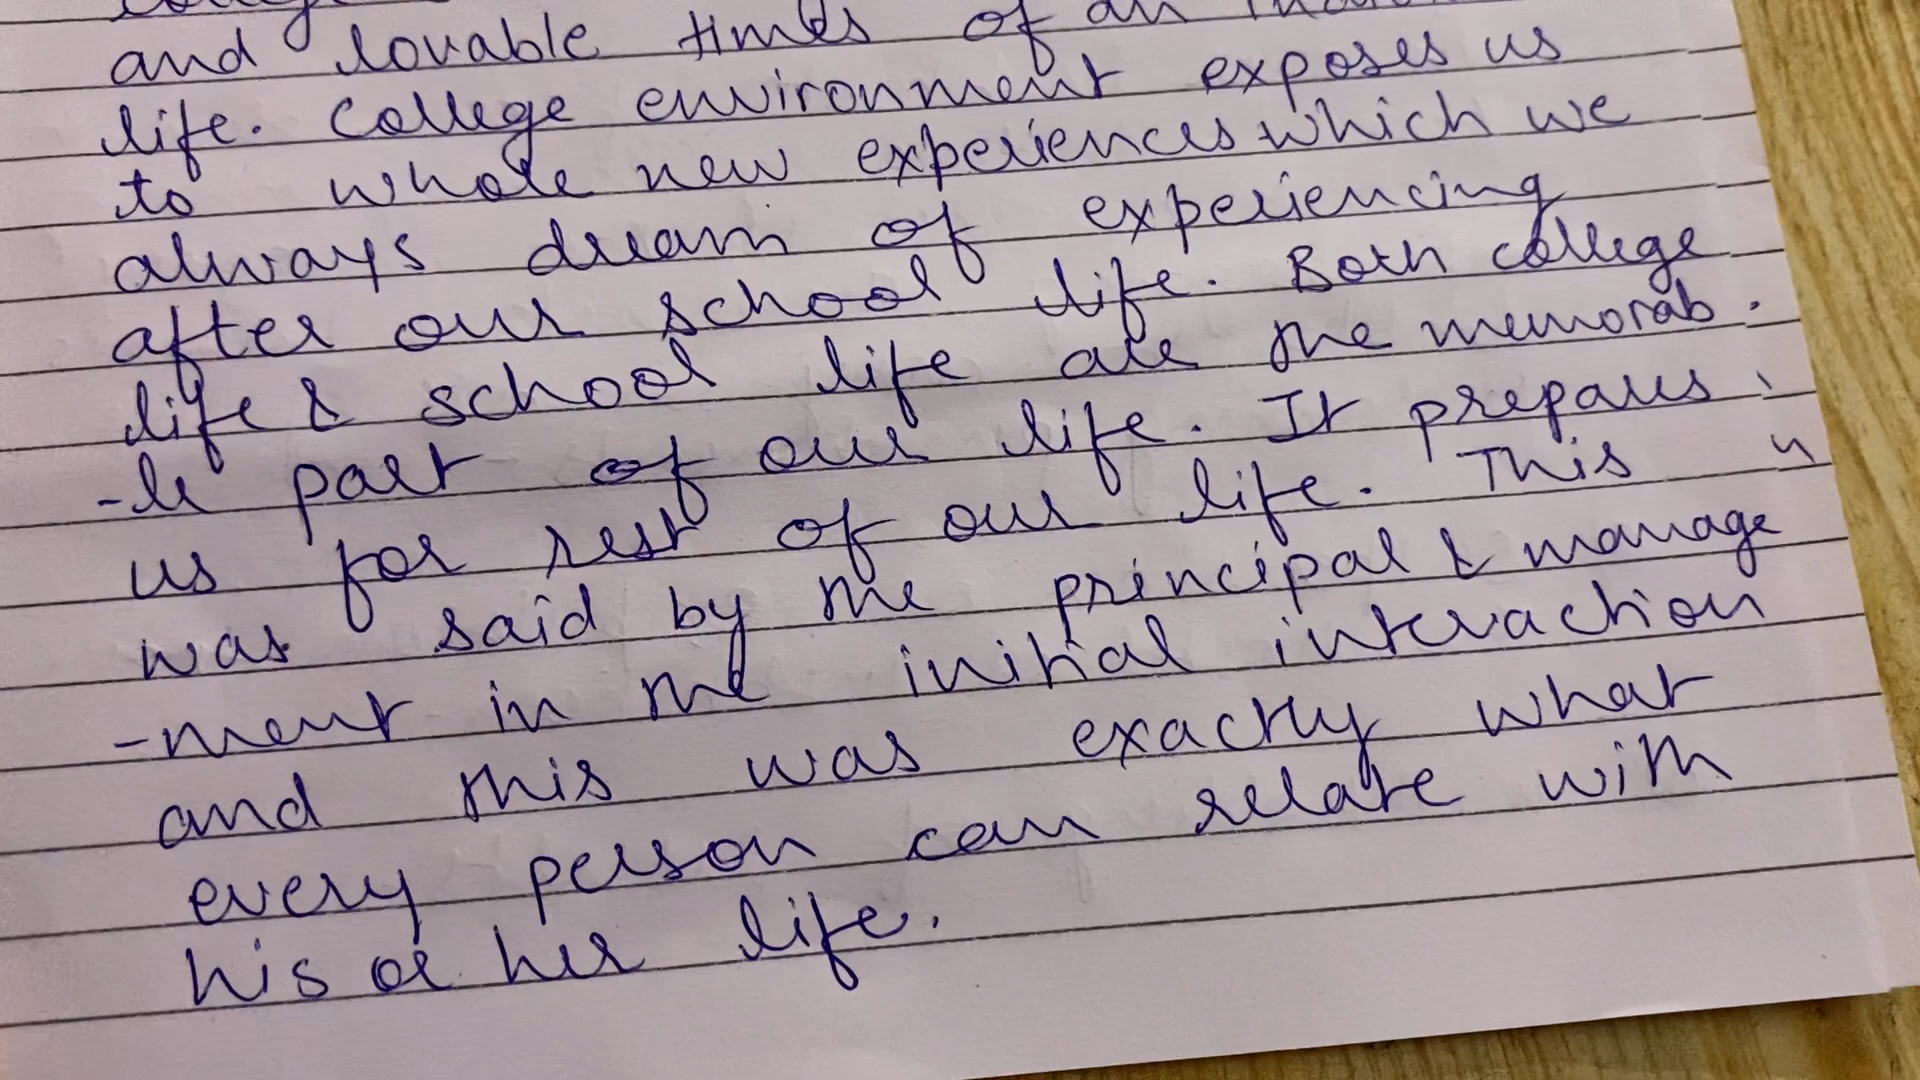 and lovable times of an
life. College environment exposes us
to whole new experiences which we
always dream of experiencing
after our school life. Both college
life & school life are the memorab.
-le part of our life. It prepares
us for rest of our life. This
was said by the principal & manage
-ment in the initial interaction
and this was exactly what
every person can relate with
his or her life.